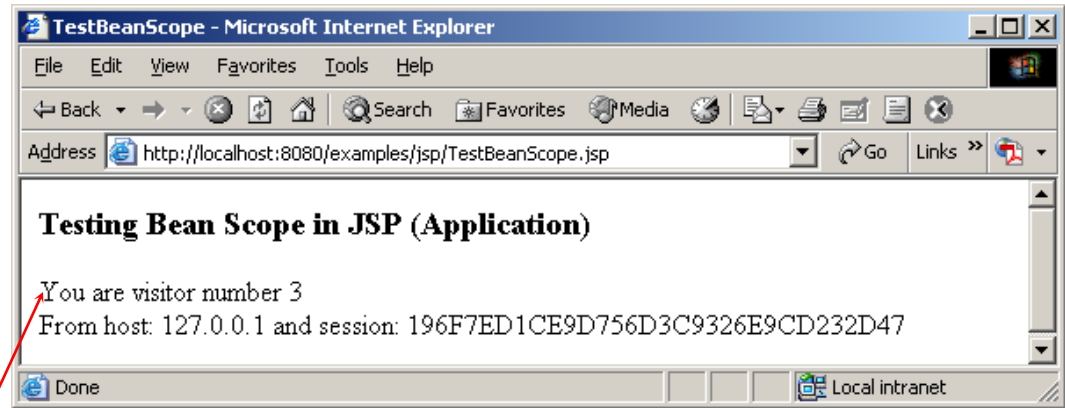 TestBeanScope - Microsoft Internet Explorer
File Edit View Favorites Tools Help
Back Search Favorites Media
Address http://localhost:8080/examples/jsp/TestBeanScope.jsp Go Links »
Testing Bean Scope in JSP (Application)
You are visitor number 3
From host: 127.0.0.1 and session: 196F7ED1CE9D756D3C9326E9CD232D47
Done Local intranet